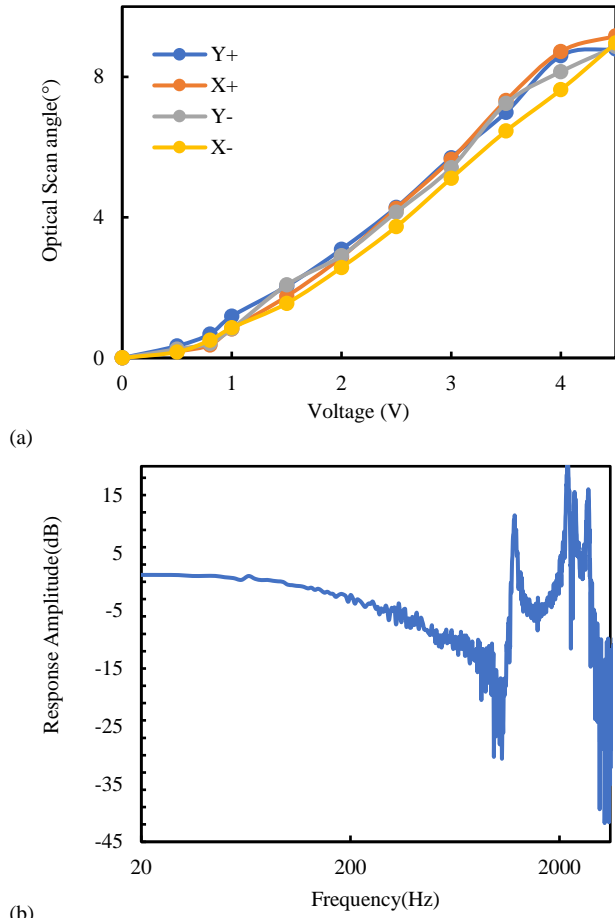 8
4
0
Optical Scan angle(°)
Y+
X+
Y-
X-
0 1 2 3 4
Voltage (V)
(a)
15
5
-5
-15
-25
-35
-45
Response Amplitude(dB)
20 200 2000
Frequency(Hz)
(b)